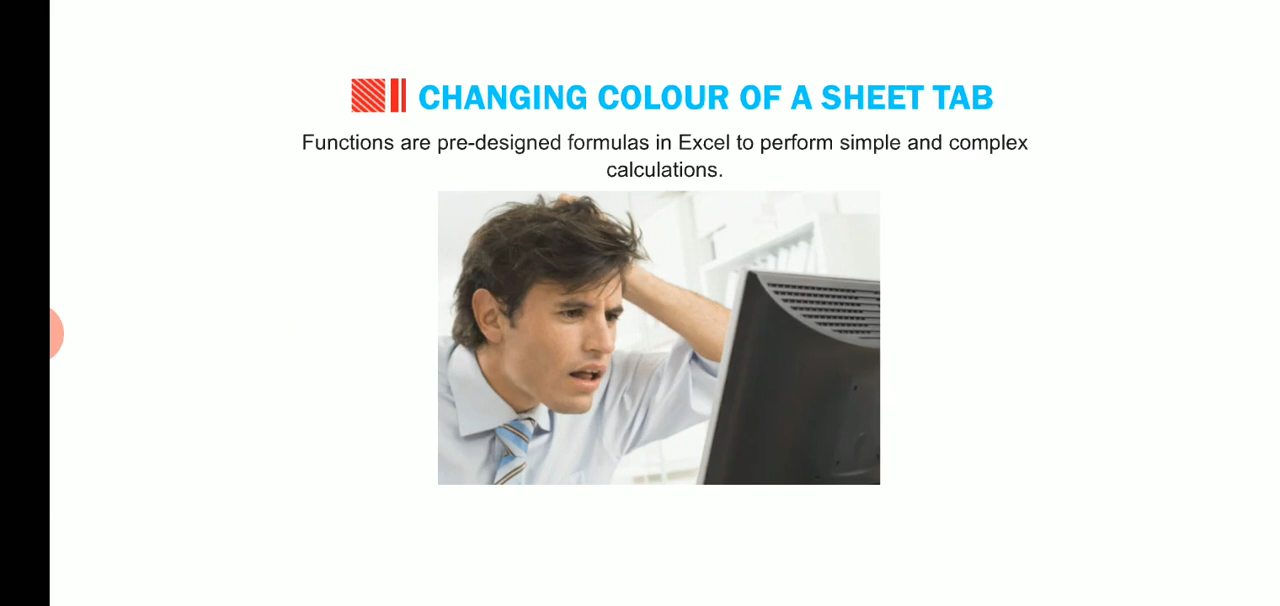 CHANGING COLOUR OF A SHEET TAB
Functions are pre-designed formulas in Excel to perform simple and complex
calculations.